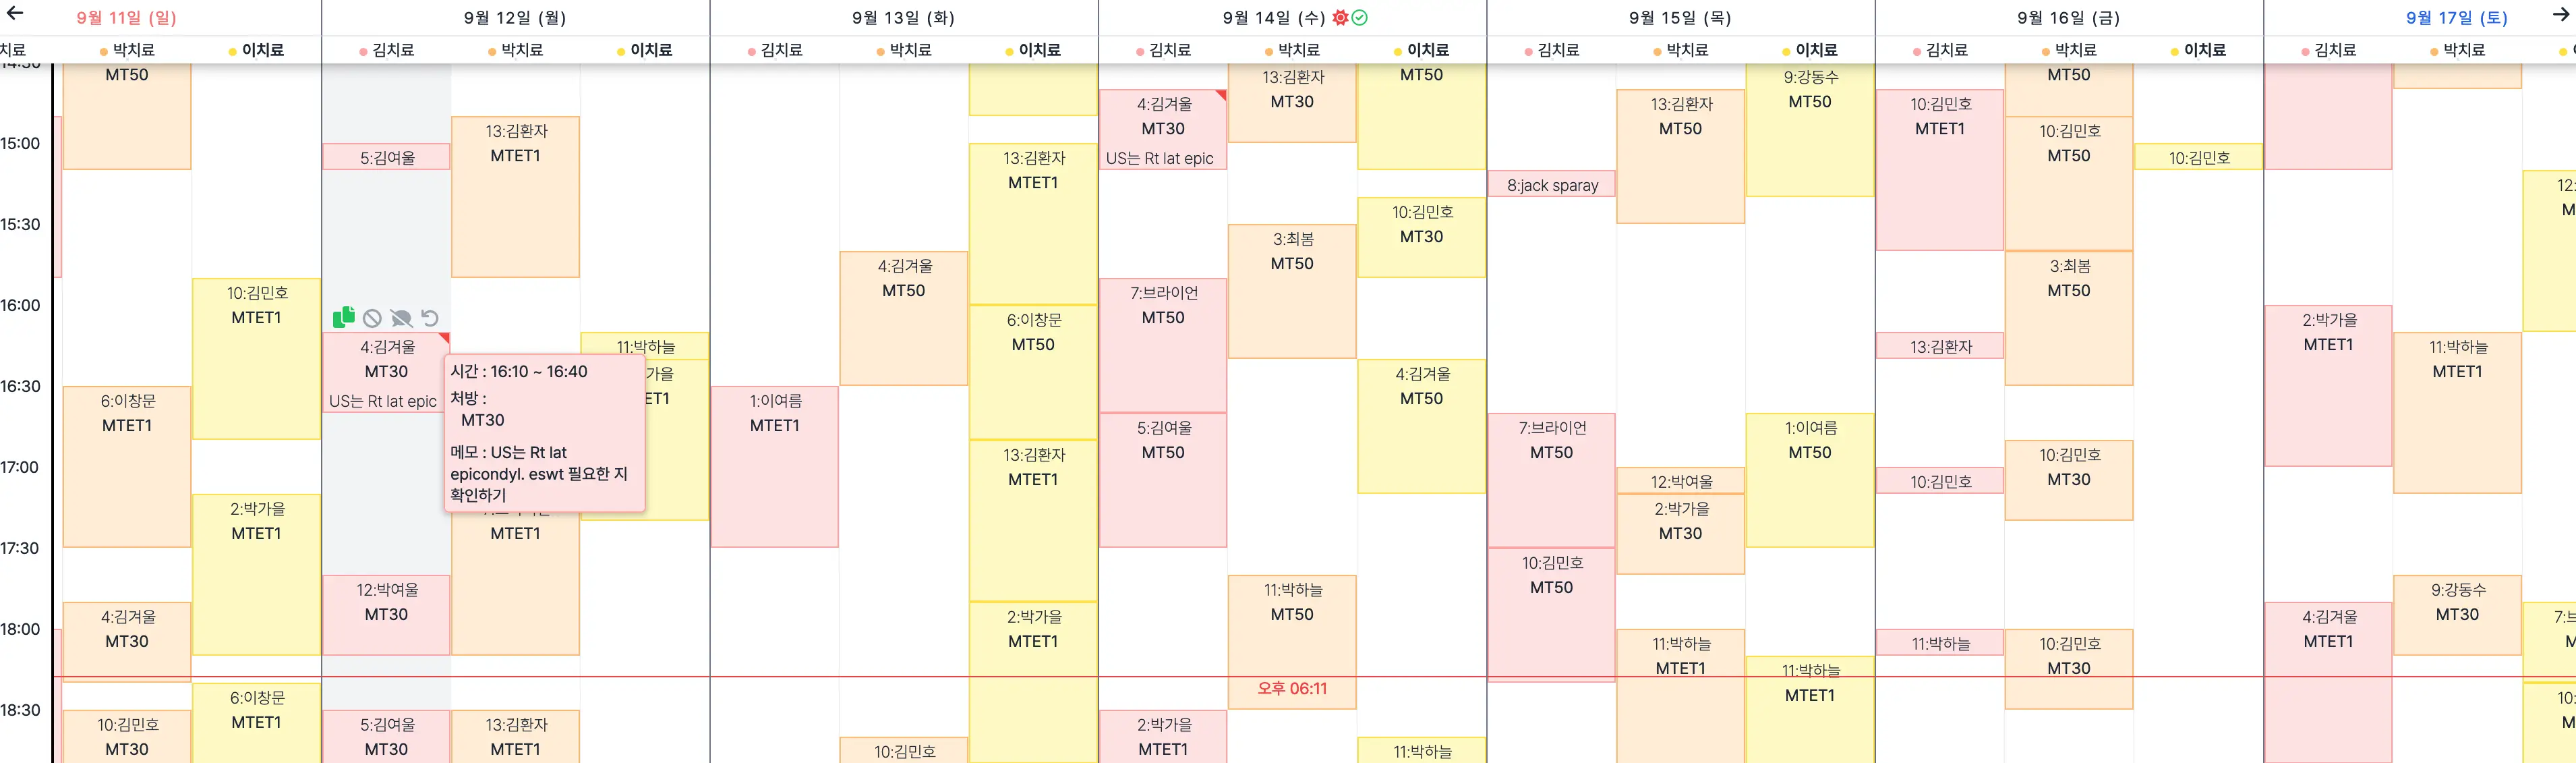 9월 11일 (일)
9월 12일 (월)
9월 13일 (화)
9월 14일 (수)
9월 15일 (목)
9월 16일 (금)
9월 17일 (토)
치료
박치료
이치료
김치료
박치료
이치료
김치료
박치료
이치료
김치료
박치료
이치료
김치료
박치료
이치료
김치료
박치료
이치료
김치료
박치료
14:30
15:00
15:30
16:00
16:30
17:00
17:30
18:00
18:30
MT50
6:이창문
MTET1
4:김겨울
MT30
10:김민호
MT30
10:김민호
MTET1
2:박가을
MTET1
6:이창문
MTET1
5:김여울
4:김겨울
MT30
US는 Rt lat epic
12:박여울
MT30
5:김여울
MT30
13:김환자
MTET1
시간 : 16:10 ~ 16:40
처방 :
MT30
메모 : US는 Rt lat
epicondyl. eswt 필요한 지
확인하기
MTET1
13:김환자
MTET1
11:박하늘
가을
ET1
1:이여름
MTET1
4:김겨울
MT50
10:김민호
13:김환자
MTET1
6:이창문
MT50
13:김환자
MTET1
2:박가을
MTET1
4:김겨울
MT30
US는 Rt lat epic
7:브라이언
MT50
5:김여울
MT50
2:박가을
MTET1
13:김환자
MT30
3:최봄
MT50
11:박하늘
MT50
오후 06:11
MT50
10:김민호
MT30
4:김겨울
MT50
11:박하늘
8:jack sparay
7:브라이언
MT50
10:김민호
MT50
13:김환자
MT50
12:박여울
2:박가을
MT30
11:박하늘
MTET1
9:강동수
MT50
1:이여름
MT50
11:박하늘
MTET1
10:김민호
MTET1
13:김환자
10:김민호
11:박하늘
MT50
10:김민호
MT50
3:최봄
MT50
10:김민호
MT30
10:김민호
MT30
10:김민호
2:박가을
MTET1
4:김겨울
MTET1
11:박하늘
MTET1
9:강동수
MT30
12:
M
7:브
M
10:
M